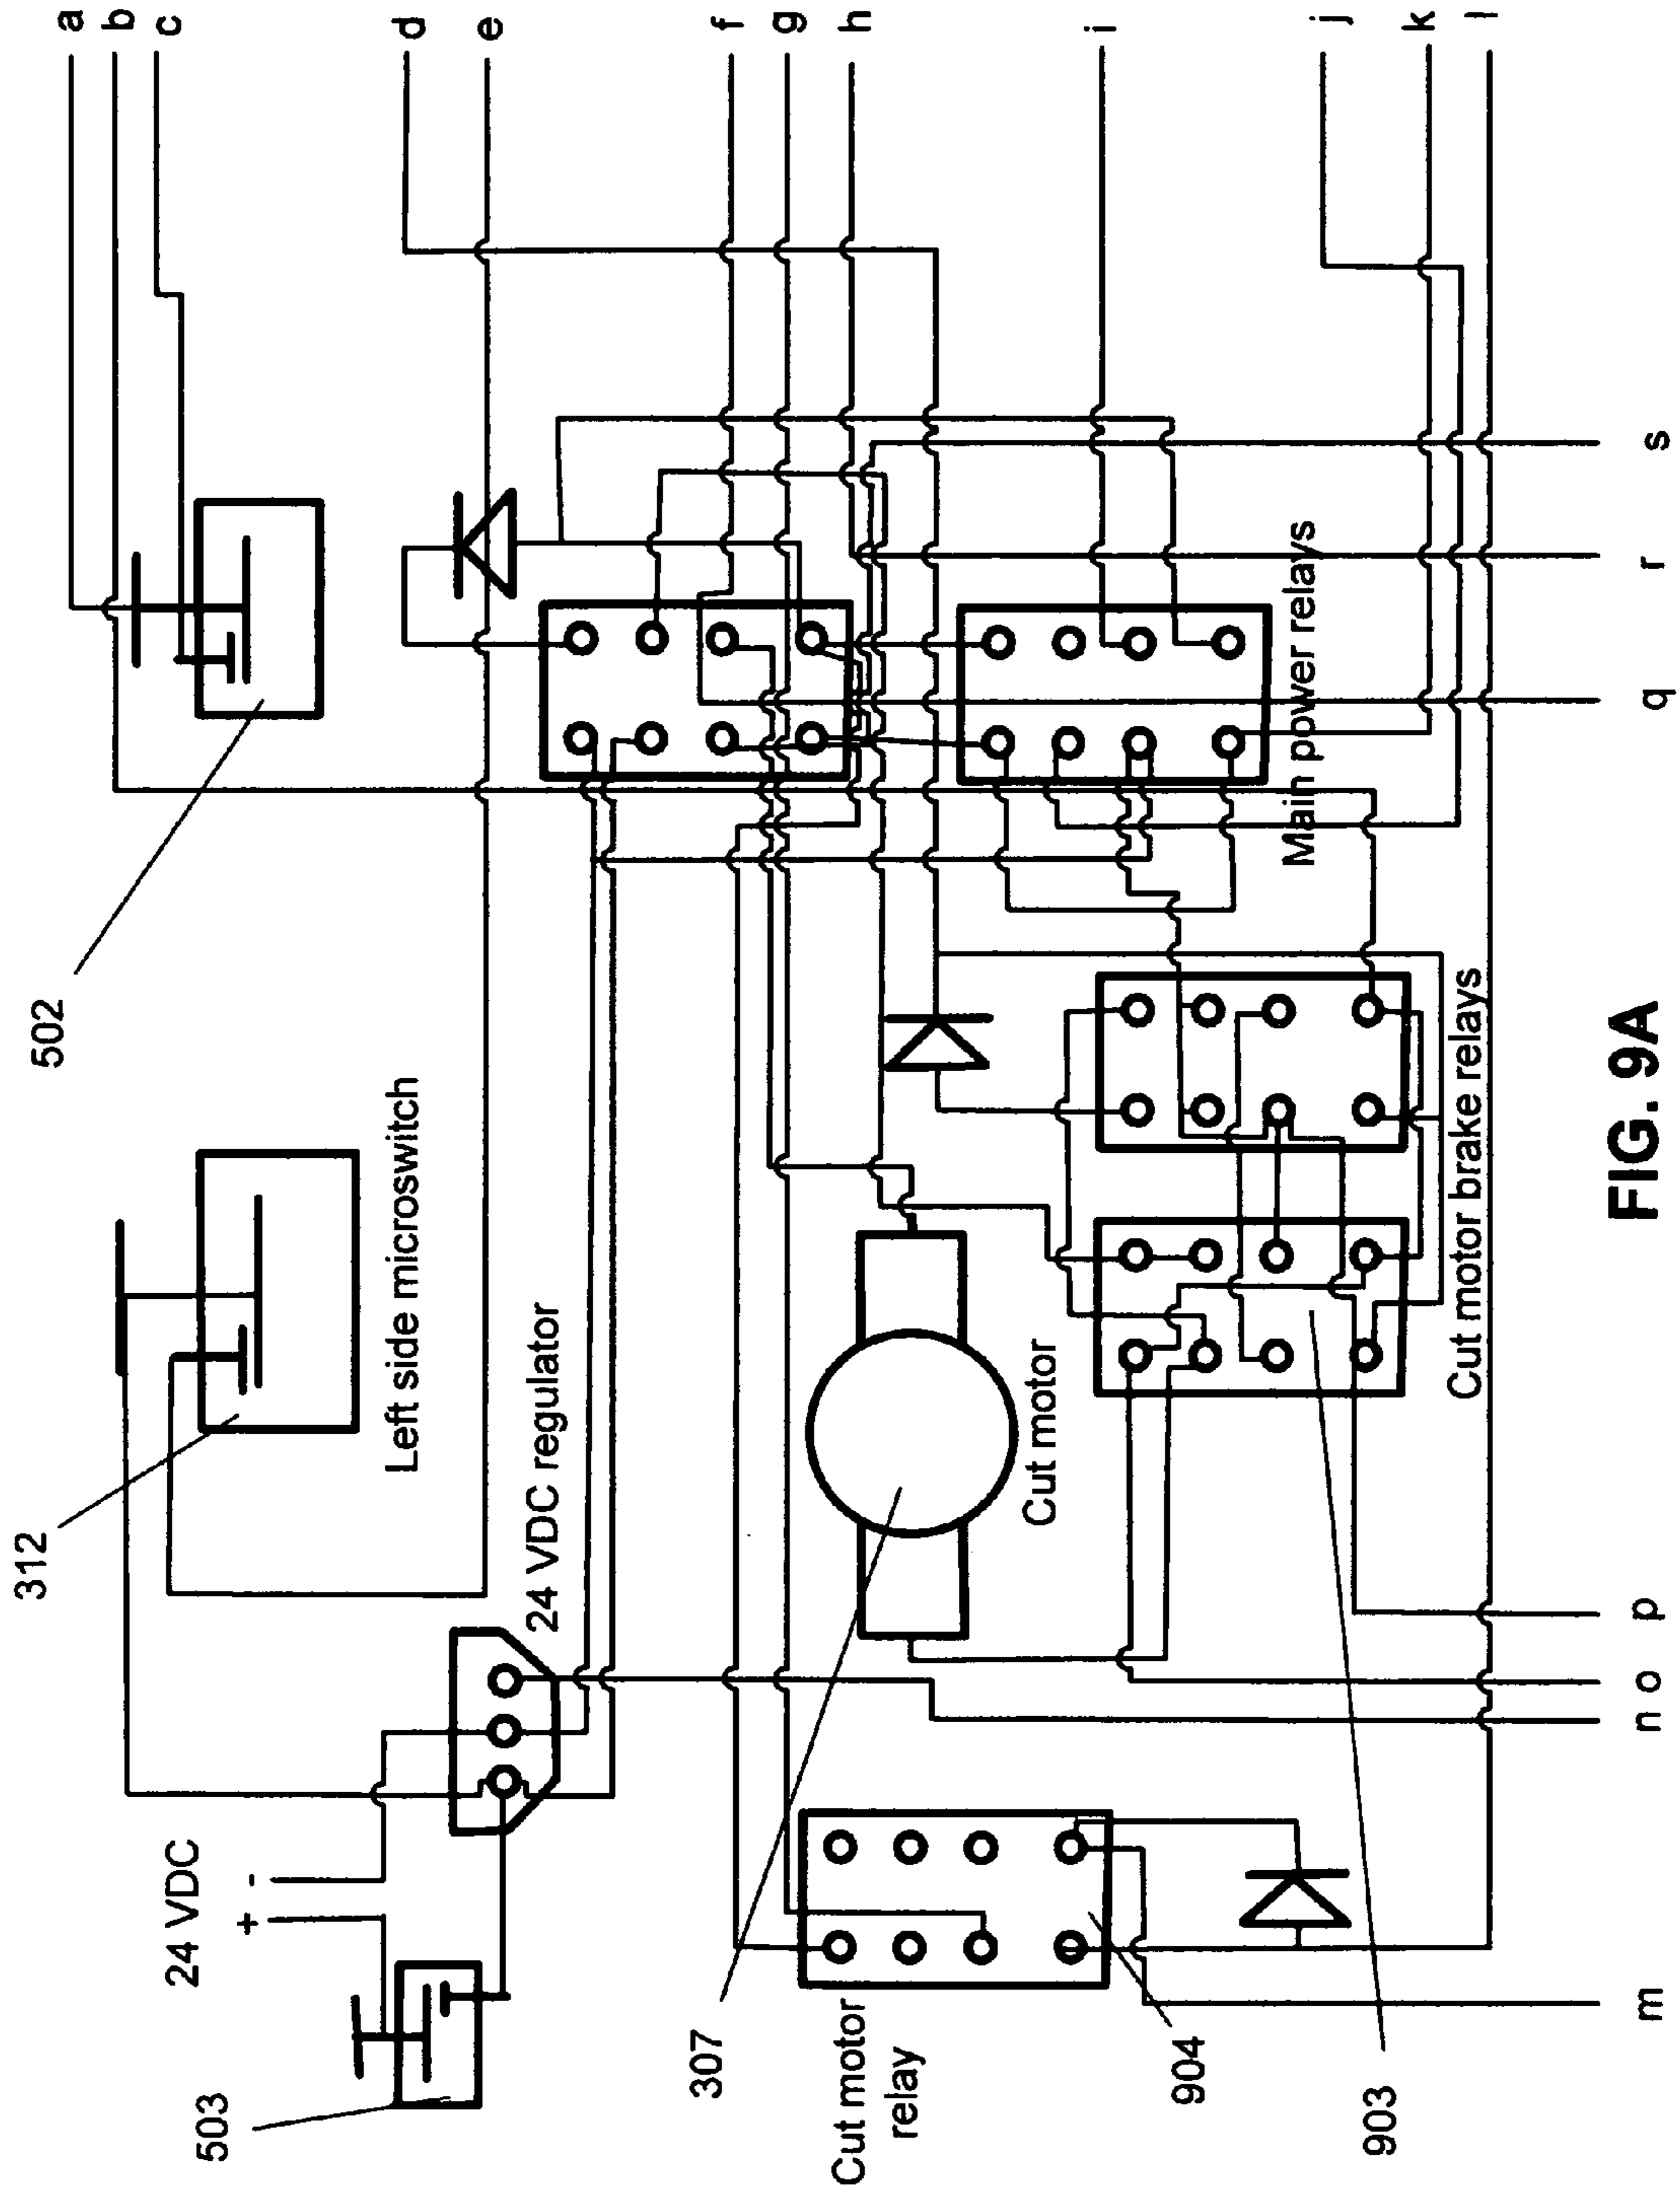 a
b
c
d
e
f
g
h
i
j
k
l
502
312
Left side microswitch
24 VDC regulator
24 VDC
+ -
503
Main power relays
Cut motor brake relays
Cut motor
307
Cut motor
relay
904
903
m
n
o
p
q
r
s
FIG. 9A